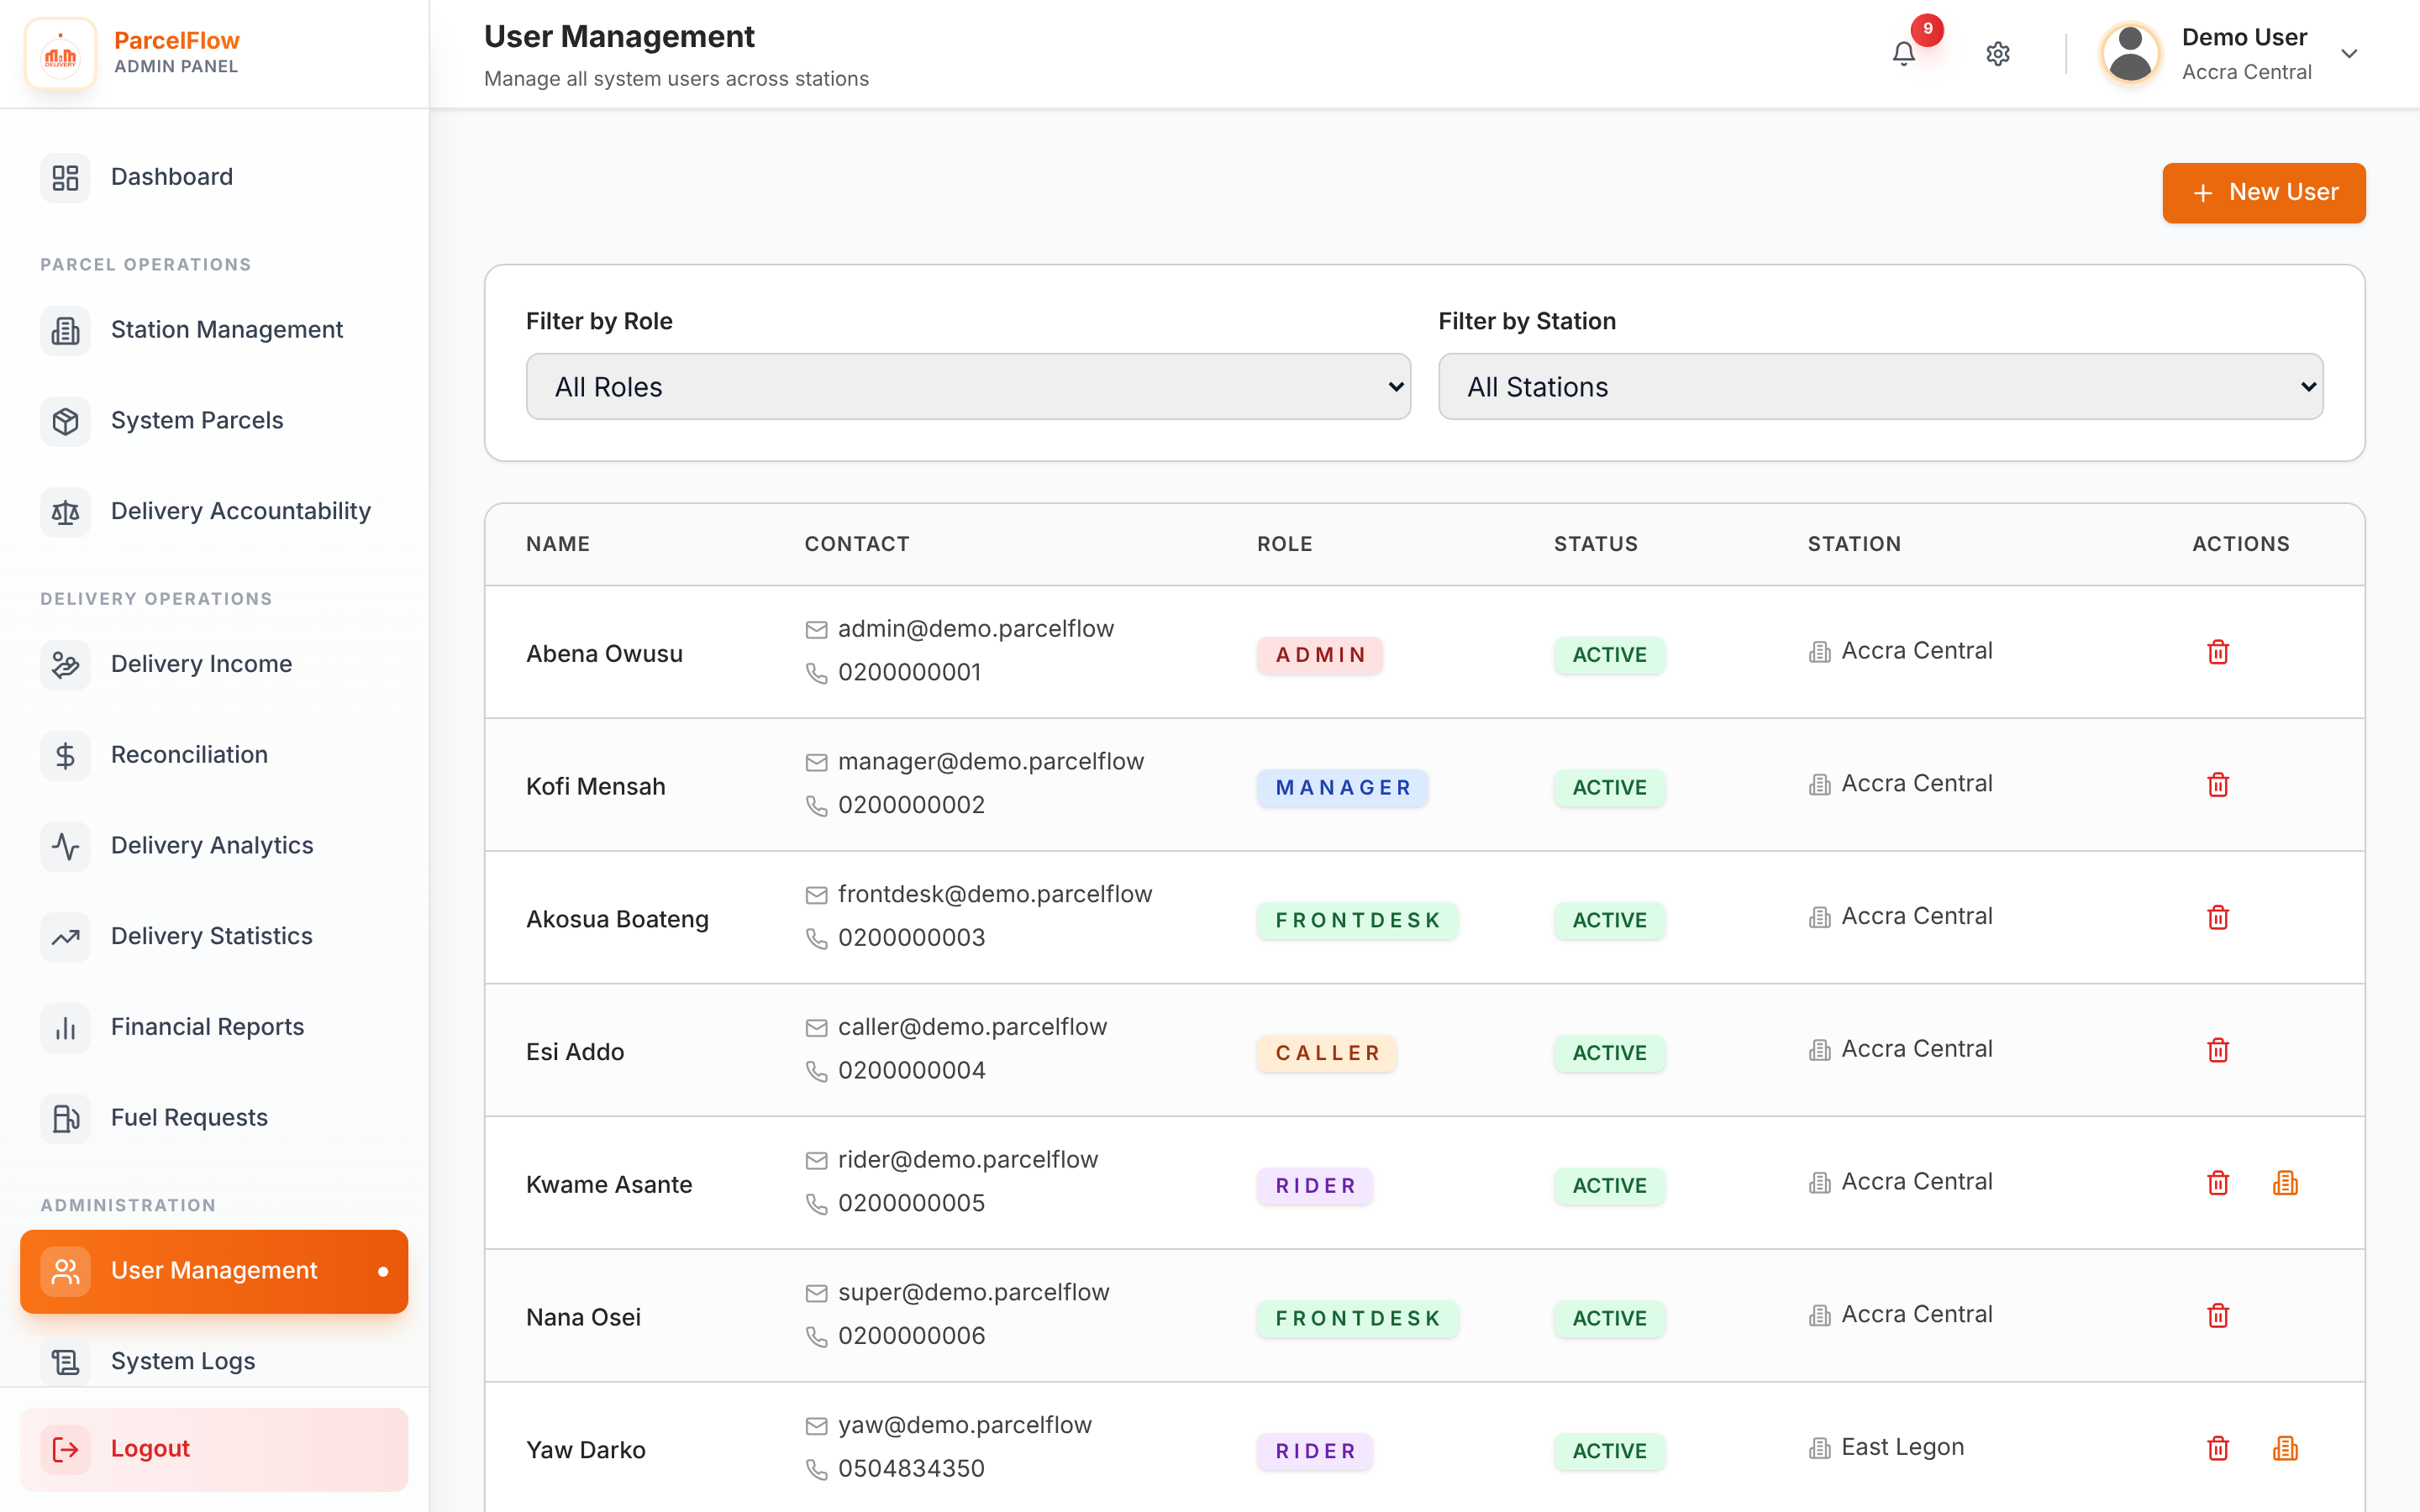 DELIVERY
ParcelFlow
ADMIN PANEL
User Management
Manage all system users across stations
9
Demo User
Accra Central
Dashboard
PARCEL OPERATIONS
Station Management
System Parcels
Delivery Accountability
DELIVERY OPERATIONS
Delivery Income
Reconciliation
Delivery Analytics
Delivery Statistics
Financial Reports
Fuel Requests
ADMINISTRATION
User Management
System Logs
Logout
New User
Filter by Role
All Roles
Filter by Station
All Stations
NAME CONTACT ROLE STATUS STATION ACTIONS
Abena Owusu admin@demo.parcelflow 0200000001 ADMIN ACTIVE Accra Central
Kofi Mensah manager@demo.parcelflow 0200000002 MANAGER ACTIVE Accra Central
Akosua Boateng frontdesk@demo.parcelflow 0200000003 FRONTDESK ACTIVE Accra Central
Esi Addo caller@demo.parcelflow 0200000004 CALLER ACTIVE Accra Central
Kwame Asante rider@demo.parcelflow 0200000005 RIDER ACTIVE Accra Central
Nana Osei super@demo.parcelflow 0200000006 FRONTDESK ACTIVE Accra Central
Yaw Darko yaw@demo.parcelflow 0504834350 RIDER ACTIVE East Legon